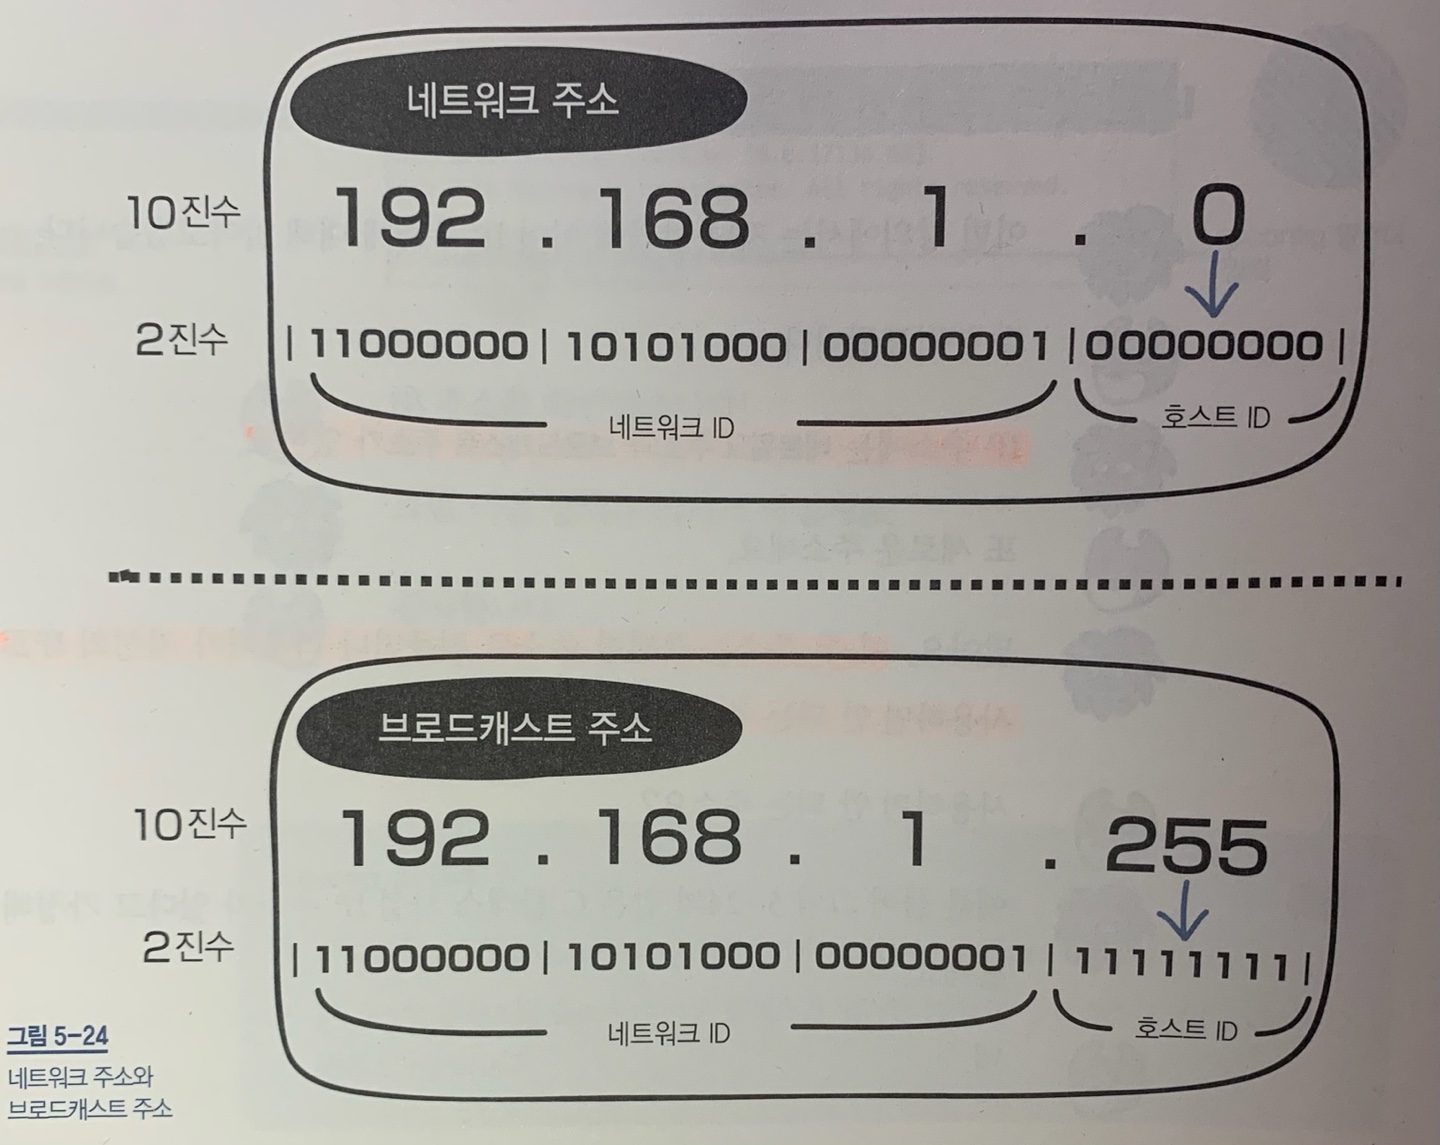 네트워크 주소
10진수 192 . 168 . 1 . 0
2진수 | 11000000 | 10101000 | 00000001 | 00000000 |
네트워크 ID 호스트 ID
브로드캐스트 주소
10진수 192 . 168 . 1 . 255
2진수 | 11000000 | 10101000 | 00000001 | 11111111 |
네트워크 ID 호스트 ID
그림 5-24
네트워크 주소와
브로드캐스트 주소